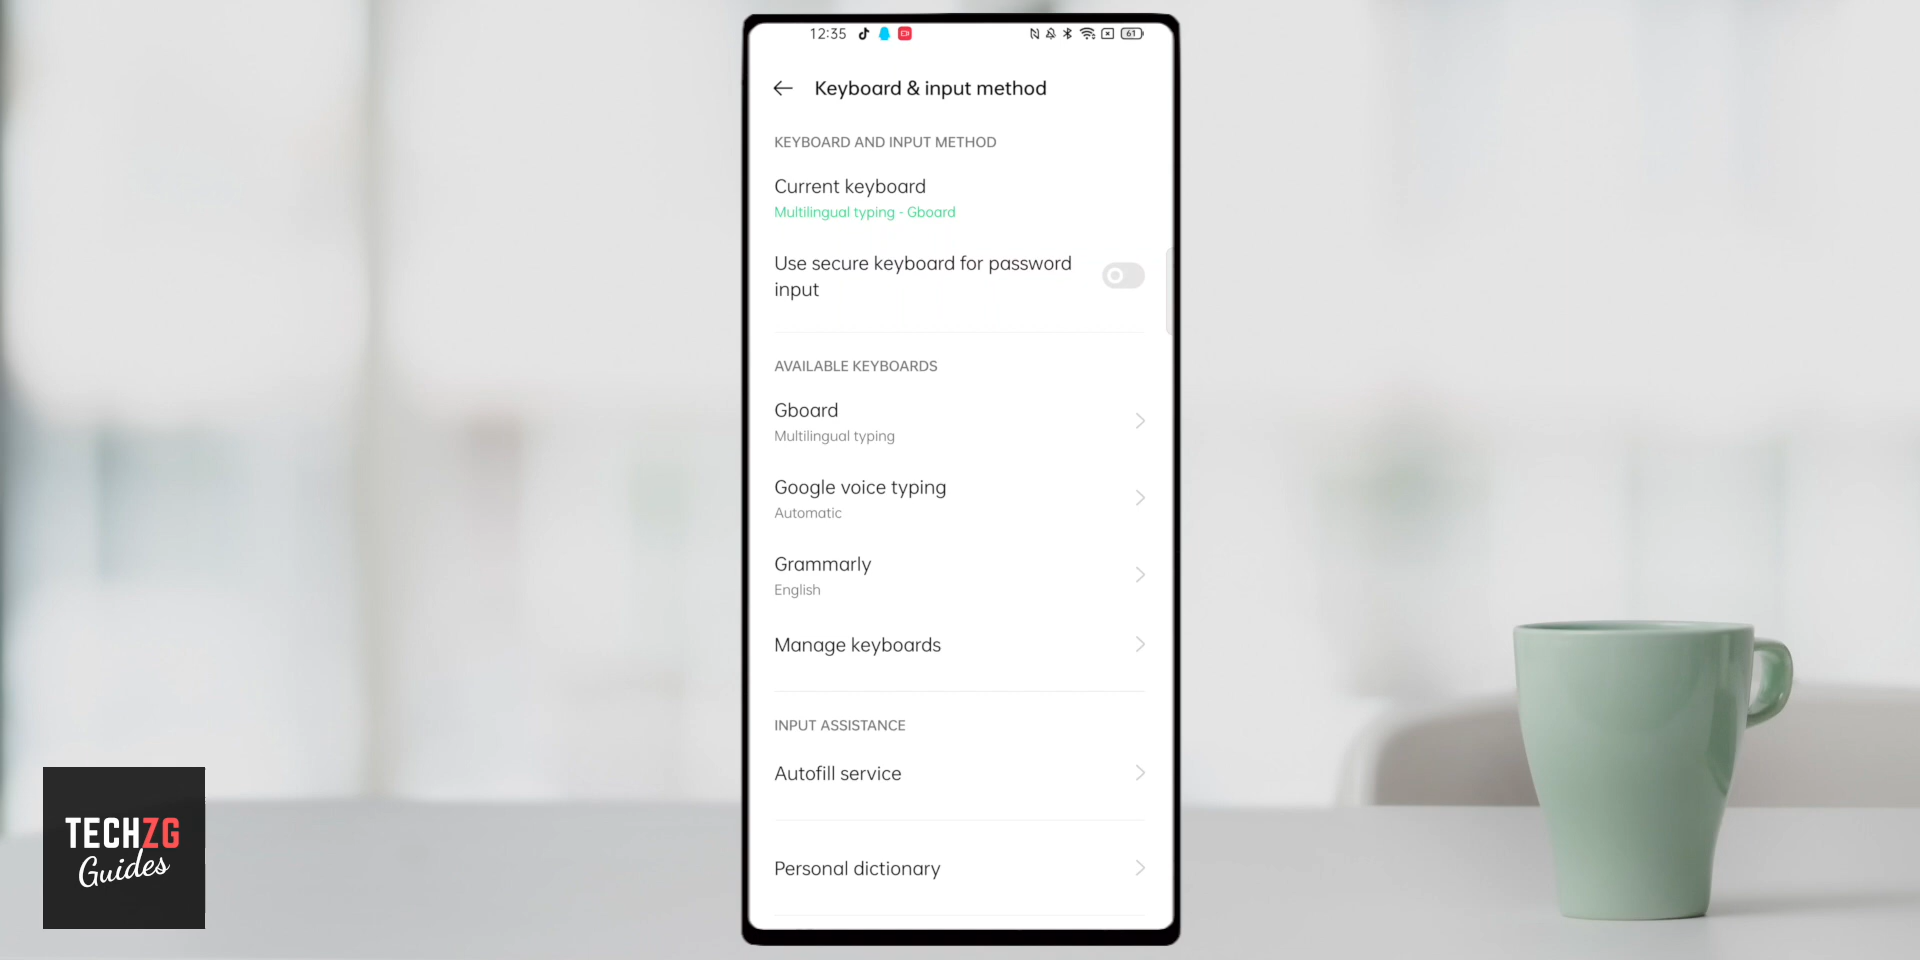 12:35
61
Keyboard & input method
KEYBOARD AND INPUT METHOD
Current keyboard
Multilingual typing - Gboard
Use secure keyboard for password
input
AVAILABLE KEYBOARDS
Gboard
Multilingual typing
Google voice typing
Automatic
Grammarly
English
Manage keyboards
INPUT ASSISTANCE
Autofill service
Personal dictionary
TECHZG
Guides